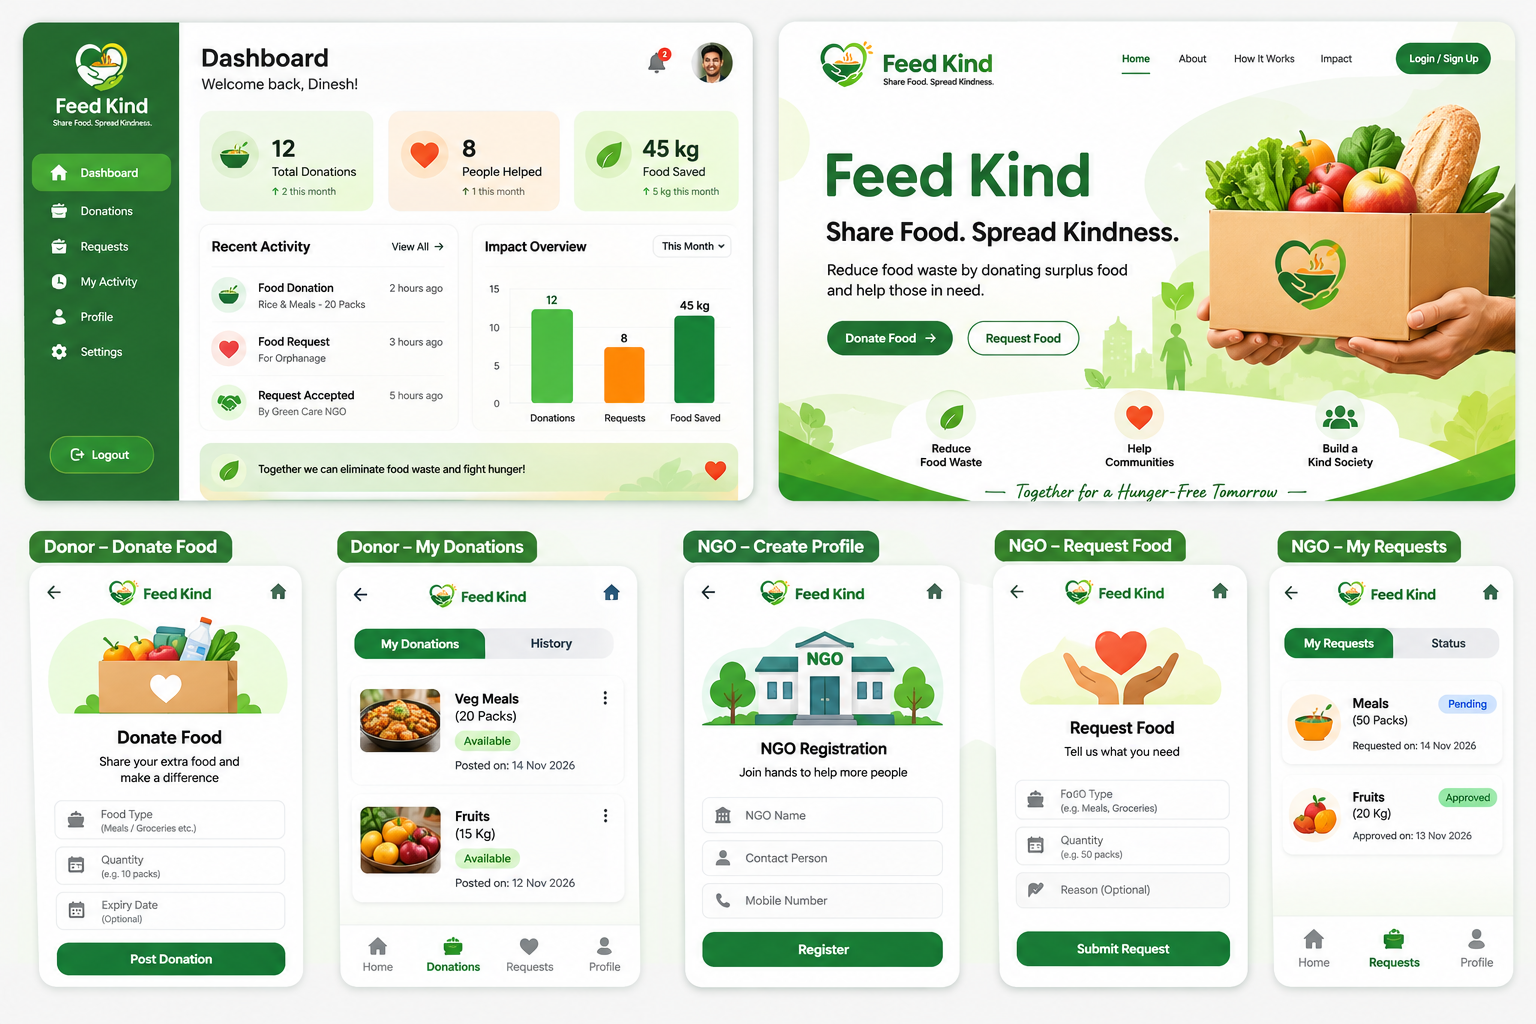 Feed Kind
Share Food. Spread Kindness.
Dashboard
Donations
Requests
My Activity
Profile
Settings
Logout
Dashboard
Welcome back, Dinesh!
2
12
Total Donations
↑ 2 this month
8
People Helped
↑ 1 this month
45 kg
Food Saved
↑ 5 kg this month
Recent Activity
View All →
Food Donation
2 hours ago
Rice & Meals - 20 Packs
Food Request
3 hours ago
For Orphanage
Request Accepted
5 hours ago
By Green Care NGO
Impact Overview
This Month
15
10
5
0
12
8
45 kg
Donations
Requests
Food Saved
Together we can eliminate food waste and fight hunger!
Feed Kind
Share Food. Spread Kindness.
Home
About
How It Works
Impact
Login / Sign Up
Feed Kind
Share Food. Spread Kindness.
Reduce food waste by donating surplus food
and help those in need.
Donate Food →
Request Food
Reduce
Food Waste
Help
Communities
Build a
Kind Society
— Together for a Hunger-Free Tomorrow —
Donor – Donate Food
Feed Kind
Donate Food
Share your extra food and
make a difference
Food Type
(Meals / Groceries etc.)
Quantity
(e.g. 10 packs)
Expiry Date
(Optional)
Post Donation
Donor – My Donations
Feed Kind
My Donations
History
Veg Meals
(20 Packs)
Available
Posted on: 14 Nov 2026
Fruits
(15 Kg)
Available
Posted on: 12 Nov 2026
Home
Donations
Requests
Profile
NGO – Create Profile
Feed Kind
NGO
NGO Registration
Join hands to help more people
NGO Name
Contact Person
Mobile Number
Register
NGO – Request Food
Feed Kind
Request Food
Tell us what you need
Type
(e.g. Meals, Groceries)
Quantity
(e.g. 50 packs)
Reason (Optional)
Submit Request
NGO – My Requests
Feed Kind
My Requests
Status
Meals
Pending
(50 Packs)
Requested on: 14 Nov 2026
Fruits
Approved
(20 Kg)
Approved on: 13 Nov 2026
Home
Requests
Profile